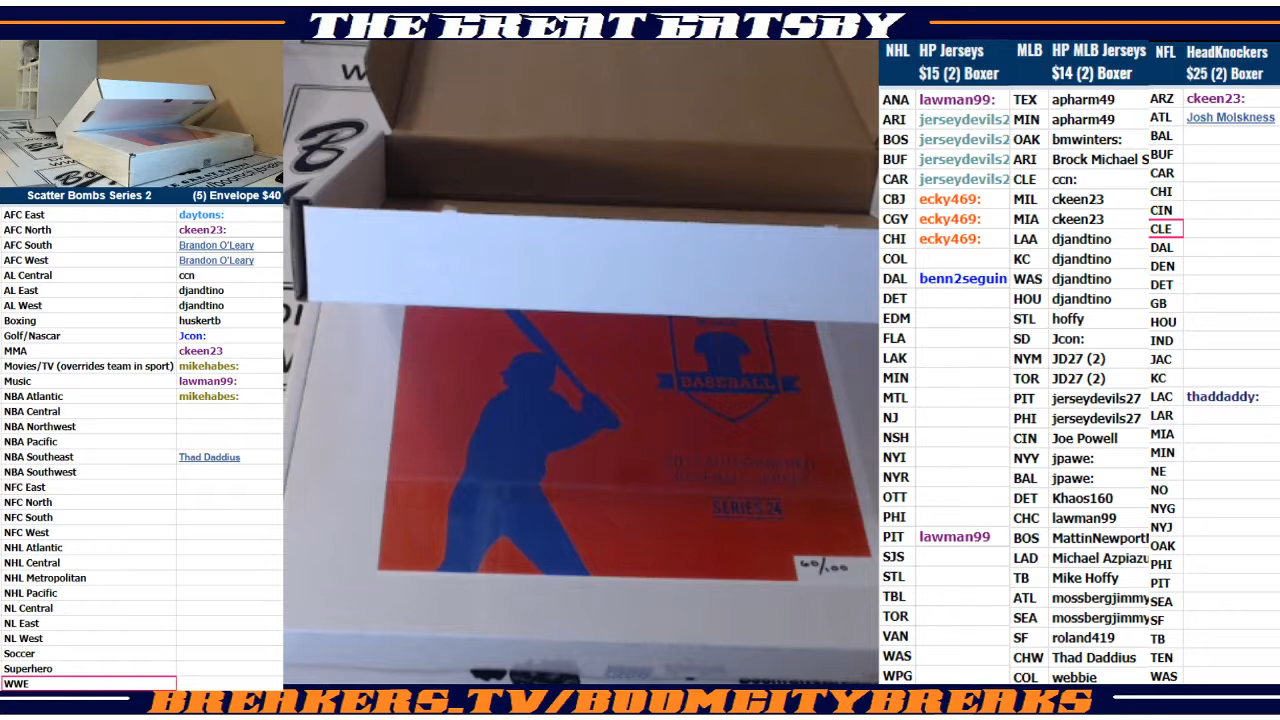 THE GREAT GATSBY
Scatter Bombs Series 2 (5) Envelope $40
AFC East daytons:
AFC North ckeen23:
AFC South Brandon O'Leary
AFC West Brandon O'Leary
AL Central ccn
AL East djandtino
AL West djandtino
Boxing huskertb
Golf/Nascar Jcon:
MMA ckeen23
Movies/TV (overrides team in sport) mikehabes:
Music lawman99:
NBA Atlantic mikehabes:
NBA Central
NBA Northwest
NBA Pacific
NBA Southeast Thad Daddius
NBA Southwest
NFC East
NFC North
NFC South
NFC West
NHL Atlantic
NHL Central
NHL Metropolitan
NHL Pacific
NL Central
NL East
NL West
Soccer
Superhero
WWE
BASEBALL
SERIES 24
60/100
NHL HP Jerseys
$15 (2) Boxer
ANA lawman99:
ARI jerseydevils2
BOS jerseydevils2
BUF jerseydevils2
CAR jerseydevils2
CBJ ecky469:
CGY ecky469:
CHI ecky469:
COL
DAL benn2seguin
DET
EDM
FLA
LAK
MIN
MTL
NJ
NSH
NYI
NYR
OTT
PHI
PIT lawman99
SJS
STL
TBL
TOR
VAN
WAS
WPG
MLB HP MLB Jerseys
$14 (2) Boxer
TEX apharm49
MIN apharm49
OAK bmwinters:
ARI Brock Michael S
CLE ccn:
MIL ckeen23
MIA ckeen23
LAA djandtino
KC djandtino
WAS djandtino
HOU djandtino
STL hoffy
SD Jcon:
NYM JD27 (2)
TOR JD27 (2)
PIT jerseydevils27
PHI jerseydevils27
CIN Joe Powell
NYY jpawe:
BAL jpawe:
DET Khaos160
CHC lawman99
BOS MattinNewport
LAD Michael Azpiazu
TB Mike Hoffy
ATL mossbergjimmy
SEA mossbergjimmy
SF roland419
CHW Thad Daddius
COL webbie
NFL HeadKnockers
$25 (2) Boxer
ARZ ckeen23:
ATL Josh Molskness
BAL
BUF
CAR
CHI
CIN
CLE
DAL
DEN
DET
GB
HOU
IND
JAC
KC
LAC thaddaddy:
LAR
MIA
MIN
NE
NO
NYG
NYJ
OAK
PHI
PIT
SEA
SF
TB
TEN
WAS
BREAKERS.TV/BOOMCITYBREAKS